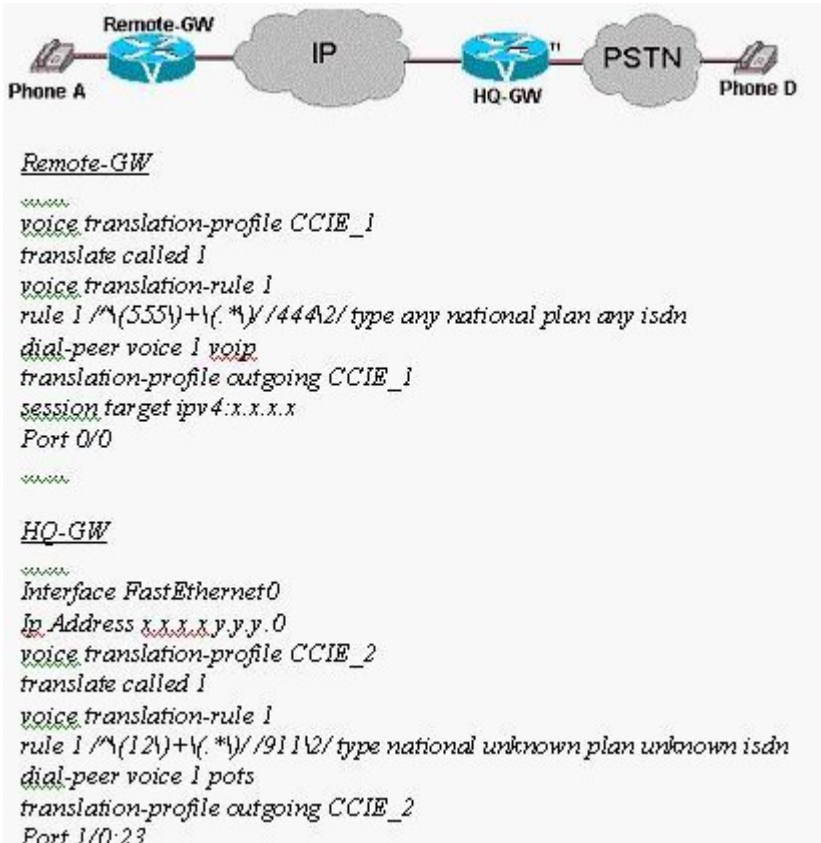 Remote-GW
IP
PSTN
T1
Phone A
HQ-GW
Phone D
Remote-GW
......
voice translation-profile CCIE_1
translate called 1
voice translation-rule 1
rule 1 /^\(555\)+\(.*\)/ /444\2/ type any national plan any isdn
dial-peer voice 1 voip
translation-profile outgoing CCIE_1
session target ipv4:x.x.x.x
Port 0/0
......
HQ-GW
......
Interface FastEthernet0
Ip Address x.x.x.x y.y.y.0
voice translation-profile CCIE_2
translate called 1
voice translation-rule 1
rule 1 /^\(12\)+\(.*\)/ /911\2/ type national unknown plan unknown isdn
dial-peer voice 1 pots
translation-profile outgoing CCIE_2
Port 1/0:23